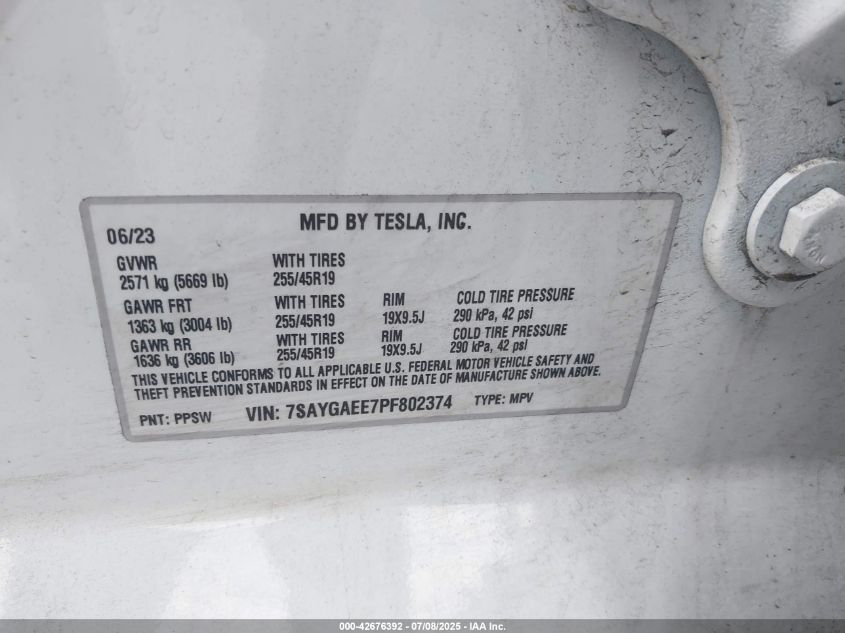 06/23 MFD BY TESLA, INC.
GVWR WITH TIRES
2571 kg (5669 lb) 255/45R19
GAWR FRT WITH TIRES RIM COLD TIRE PRESSURE
1363 kg (3004 lb) 255/45R19 19X9.5J 290 kPa, 42 psi
GAWR RR WITH TIRES RIM COLD TIRE PRESSURE
1636 kg (3606 lb) 255/45R19 19X9.5J 290 kPa, 42 psi
THIS VEHICLE CONFORMS TO ALL APPLICABLE U.S. FEDERAL MOTOR VEHICLE SAFETY AND
THEFT PREVENTION STANDARDS IN EFFECT ON THE DATE OF MANUFACTURE SHOWN ABOVE.
PNT: PPSW VIN: 7SAYGAEE7PF802374 TYPE: MPV
000-42676392 - 07/08/2025 - IAA Inc.